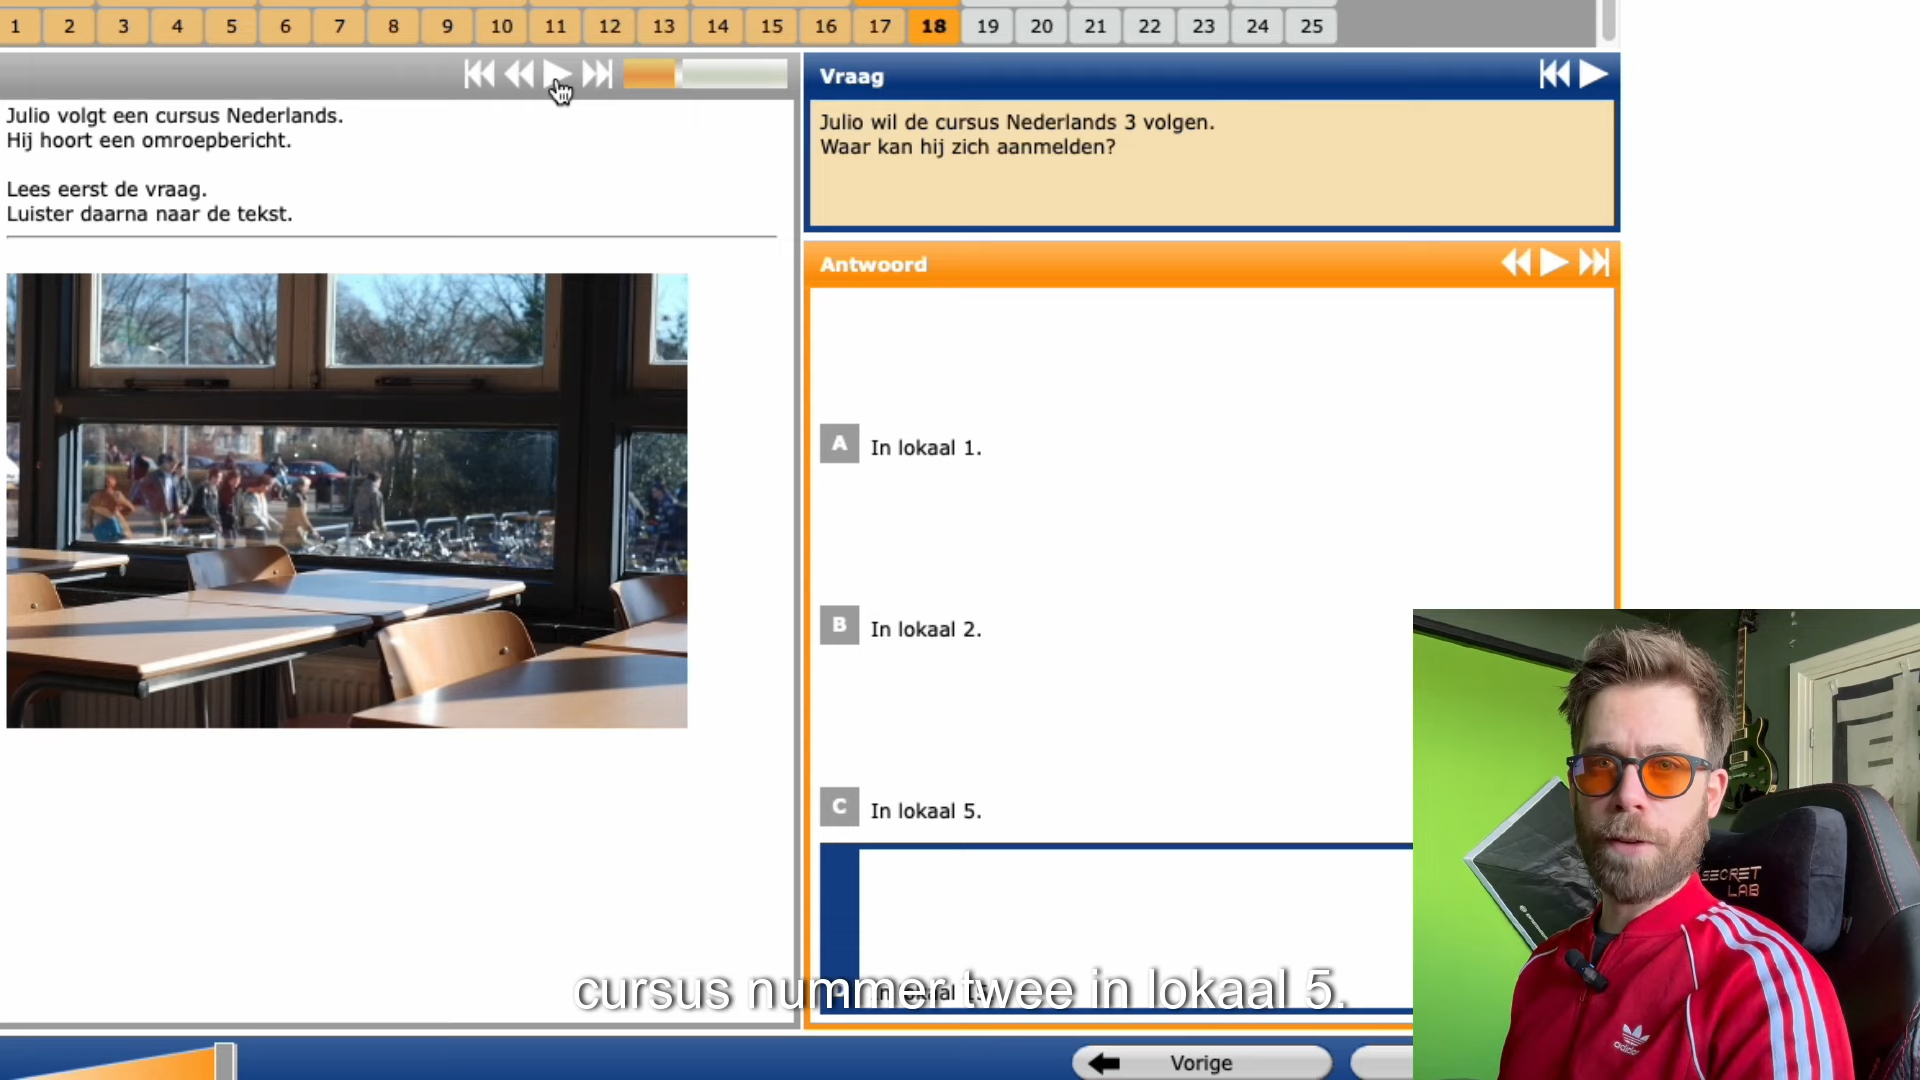 1 2 3 4 5 6 7 8 9 10 11 12 13 14 15 16 17 18 19 20 21 22 23 24 25
Julio volgt een cursus Nederlands.
Hij hoort een omroepbericht.
Lees eerst de vraag.
Luister daarna naar de tekst.
Vraag
Julio wil de cursus Nederlands 3 volgen.
Waar kan hij zich aanmelden?
Antwoord
A In lokaal 1.
B In lokaal 2.
C In lokaal 5.
cursus nummer twee in lokaal 5.
Vorige
SECRET
LAB
adidas